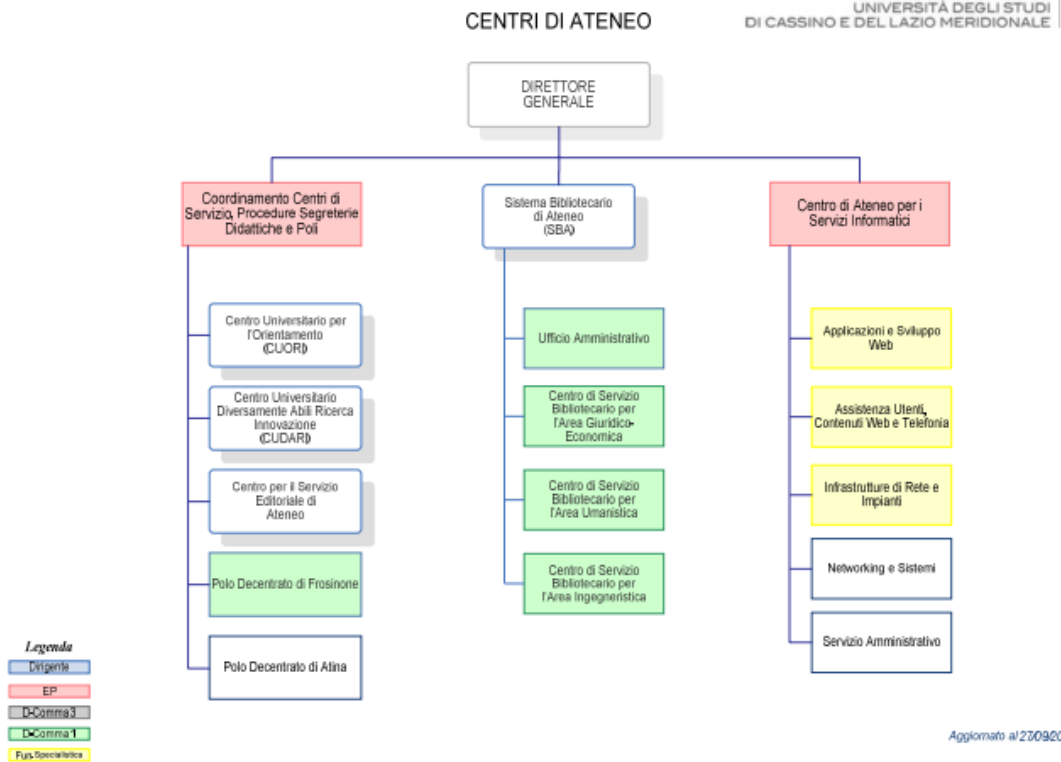 UNIVERSITÀ DEGLI STUDI
DI CASSINO E DEL LAZIO MERIDIONALE
CENTRI DI ATENEO
DIRETTORE
GENERALE
Coordinamento Centri di
Servizio, Procedure Segreterie
Didattiche e Poli
Centro Universitario per
l'Orientamento
(CUORI)
Centro Universitario
Diversamente Abili Ricerca
Innovazione
(CUDARI)
Centro per il Servizio
Editoriale di
Ateneo
Polo Decentrato di Frosinone
Polo Decentrato di Atina
Sistema Bibliotecario
di Ateneo
(SBA)
Ufficio Amministrativo
Centro di Servizio
Bibliotecario per
l'Area Giuridico-
Economica
Centro di Servizio
Bibliotecario per
l'Area Umanistica
Centro di Servizio
Bibliotecario per
l'Area Ingegneristica
Centro di Ateneo per i
Servizi Informatici
Applicazioni e Sviluppo
Web
Assistenza Utenti,
Contenuti Web e Telefonia
Infrastrutture di Rete e
Impianti
Networking e Sistemi
Servizio Amministrativo
Legenda
Dirigente
EP
D-Comma3
D-Comma1
Fun.Specialistica
Aggiornato al